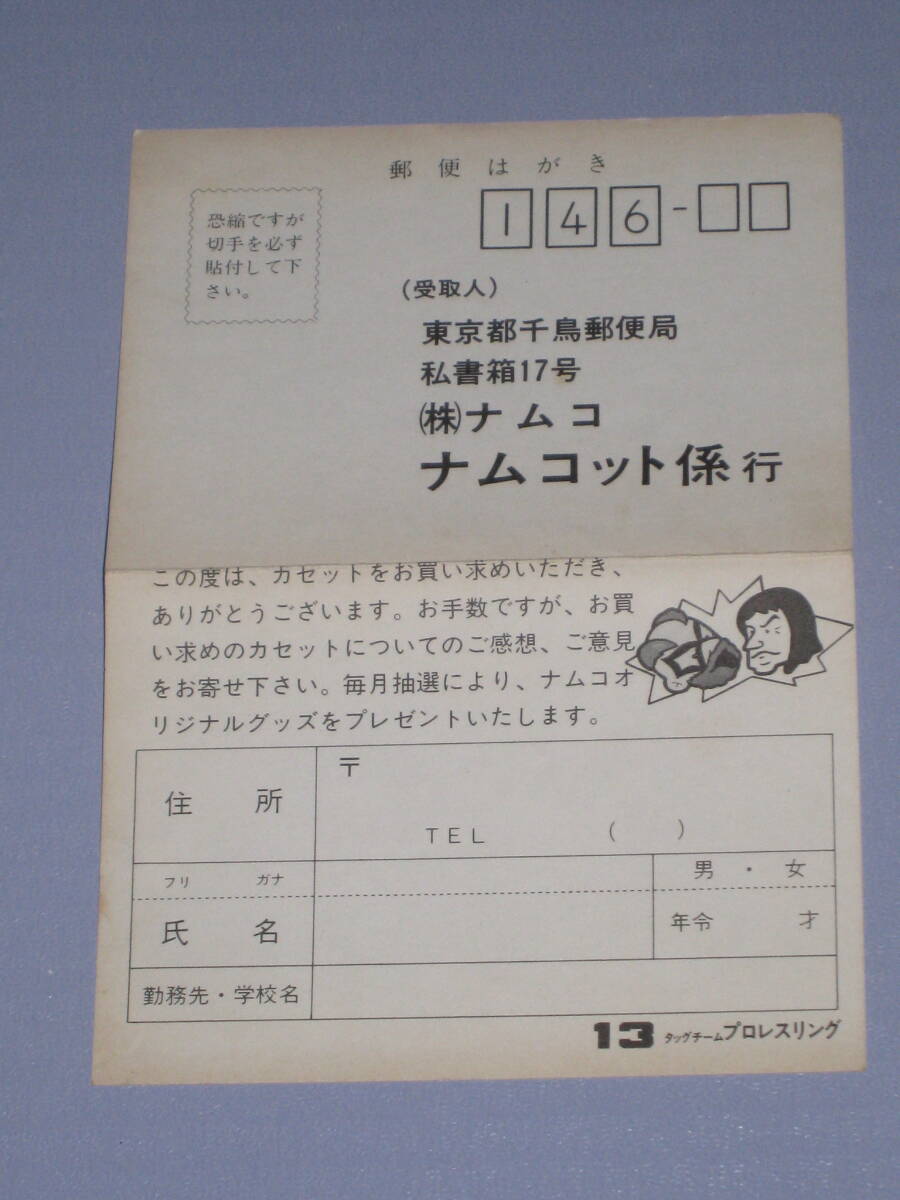 郵便はがき
恐縮ですが
切手を必ず
貼付して下
さい。
146-
(受取人)
東京都千鳥郵便局
私書箱17号
㈱ナムコ
ナムコット係 行
この度は、カセットをお買い求めいただき、
ありがとうございます。お手数ですが、お買
い求めのカセットについてのご感想、ご意見
をお寄せ下さい。毎月抽選により、ナムコオ
リジナルグッズをプレゼントいたします。
住所
〒
TEL ( )
フリ ガナ
男・女
氏名
年令 才
勤務先・学校名
13 タッグチームプロレスリング